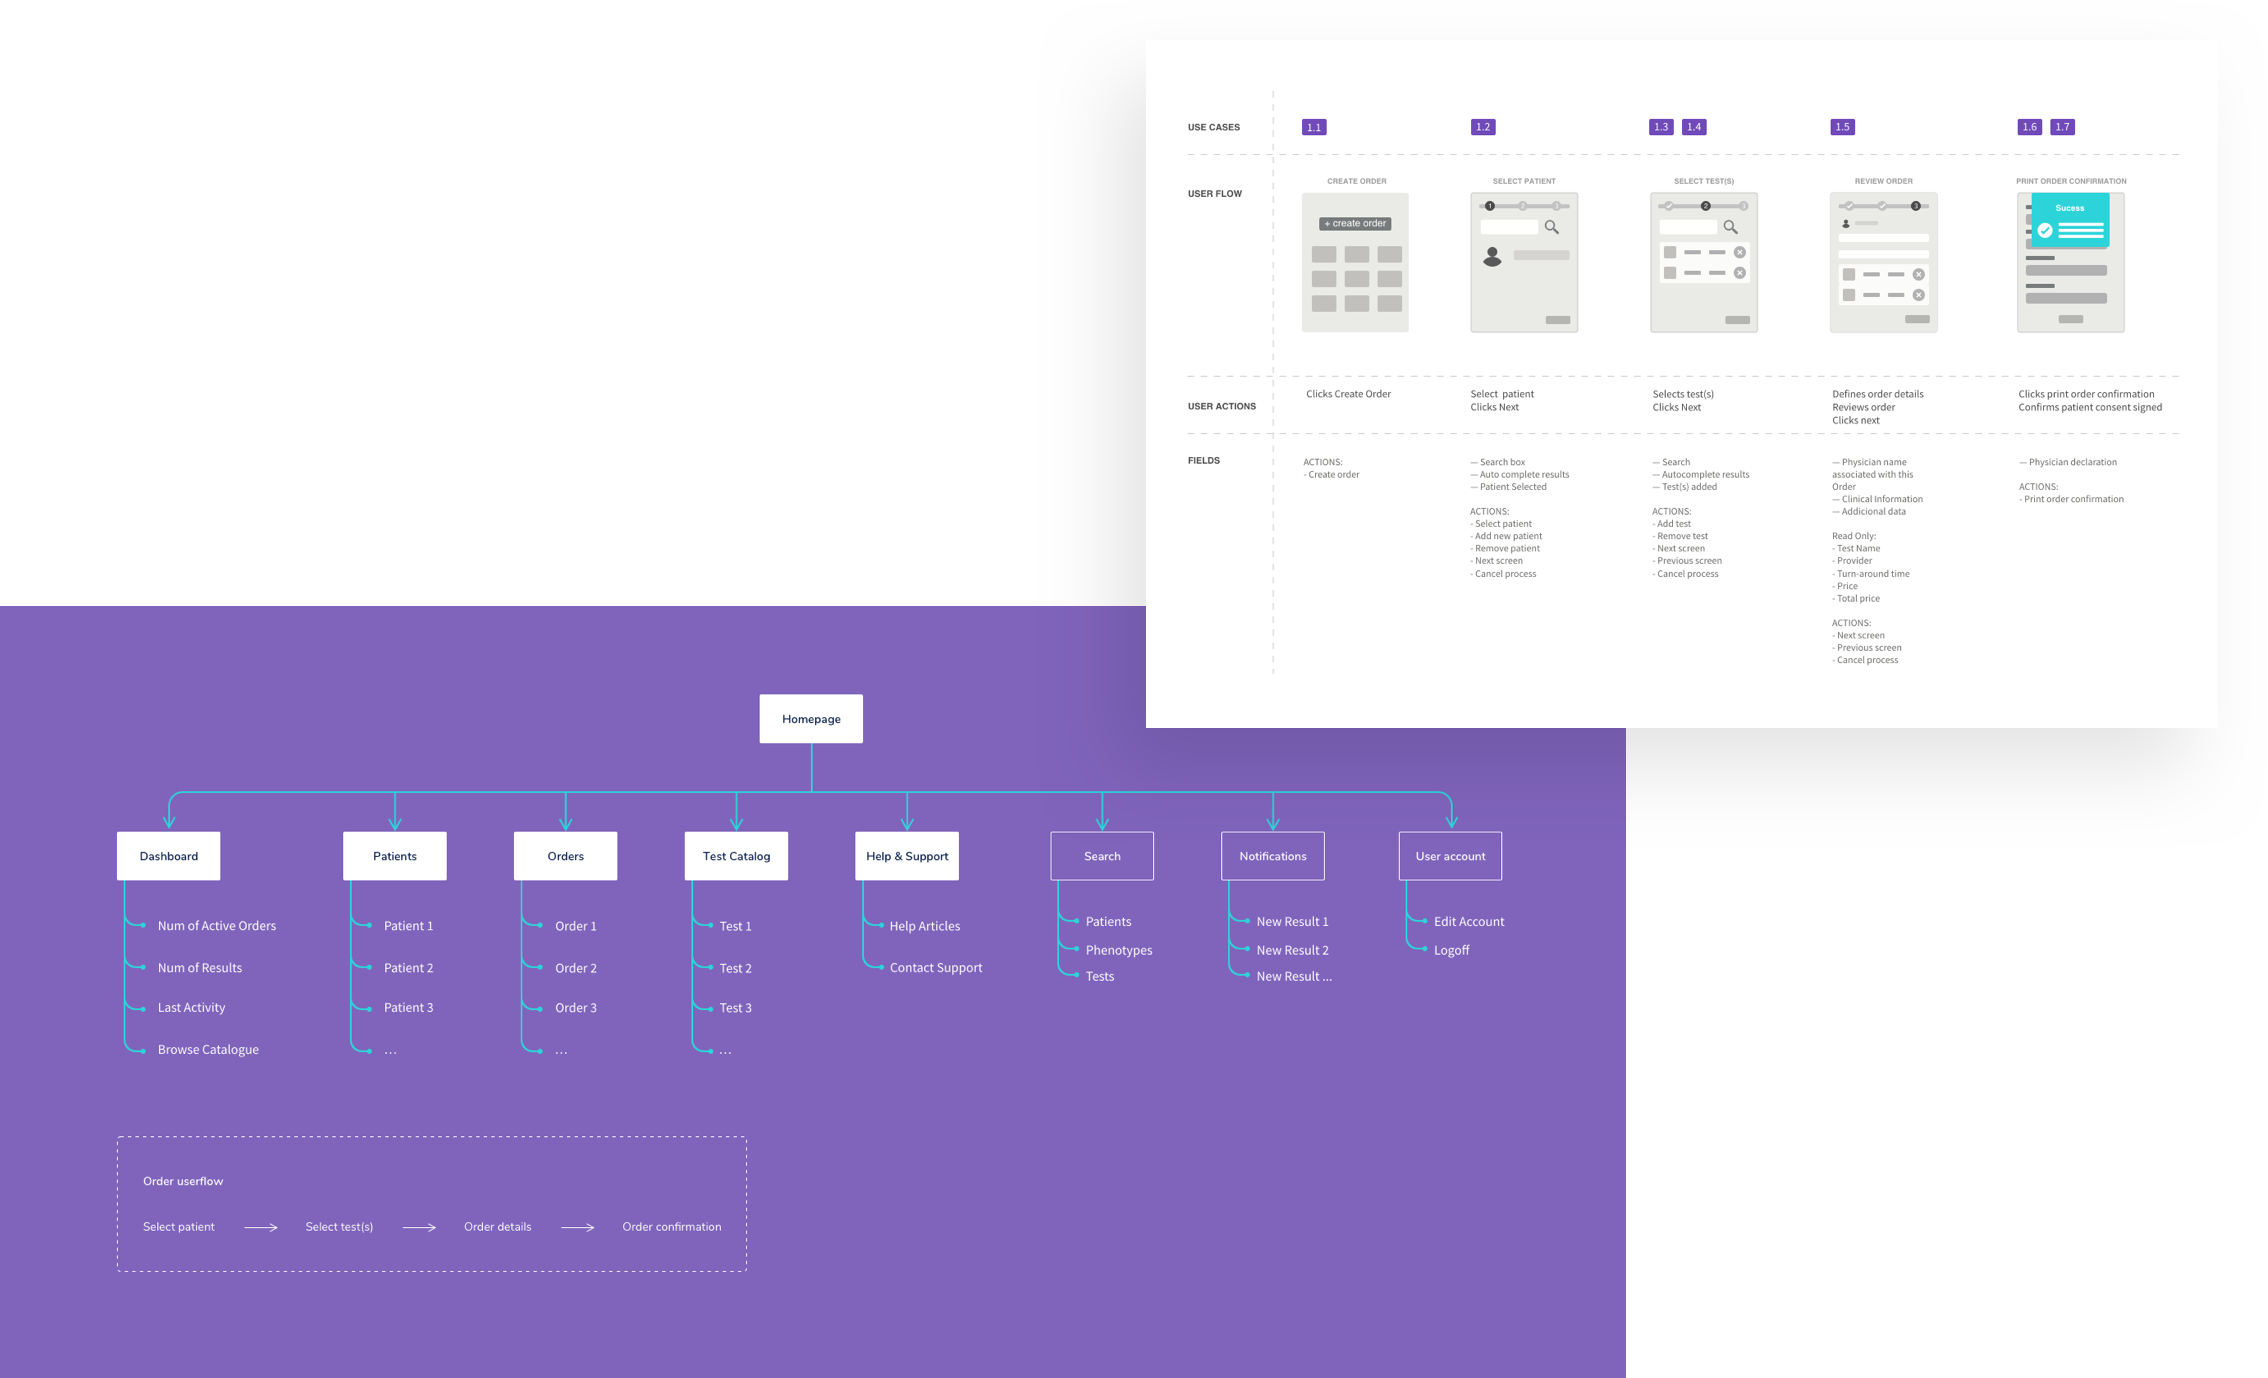 USE CASES
1.1
1.2
1.3 1.4
1.5
1.6 1.7
USER FLOW
CREATE ORDER
SELECT PATIENT
SELECT TEST(S)
REVIEW ORDER
PRINT ORDER CONFIRMATION
+ create order
1 2 3
2 3
3
Sucess
USER ACTIONS
Clicks Create Order
Select patient
Clicks Next
Selects test(s)
Clicks Next
Defines order details
Reviews order
Clicks next
Clicks print order confirmation
Confirms patient consent signed
FIELDS
ACTIONS:
- Create order
— Search box
— Auto complete results
— Patient Selected
ACTIONS:
- Select patient
- Add new patient
- Remove patient
- Next screen
- Cancel process
— Search
— Autocomplete results
— Test(s) added
ACTIONS:
- Add test
- Remove test
- Next screen
- Previous screen
- Cancel process
— Physician name
associated with this
Order
— Clinical Information
— Addicional data
Read Only:
- Test Name
- Provider
- Turn-around time
- Price
- Total price
ACTIONS:
- Next screen
- Previous screen
- Cancel process
— Physician declaration
ACTIONS:
- Print order confirmation
Homepage
Dashboard
Num of Active Orders
Num of Results
Last Activity
Browse Catalogue
Patients
Patient 1
Patient 2
Patient 3
...
Orders
Order 1
Order 2
Order 3
...
Test Catalog
Test 1
Test 2
Test 3
...
Help & Support
Help Articles
Contact Support
Search
Patients
Phenotypes
Tests
Notifications
New Result 1
New Result 2
New Result ...
User account
Edit Account
Logoff
Order userflow
Select patient
Select test(s)
Order details
Order confirmation